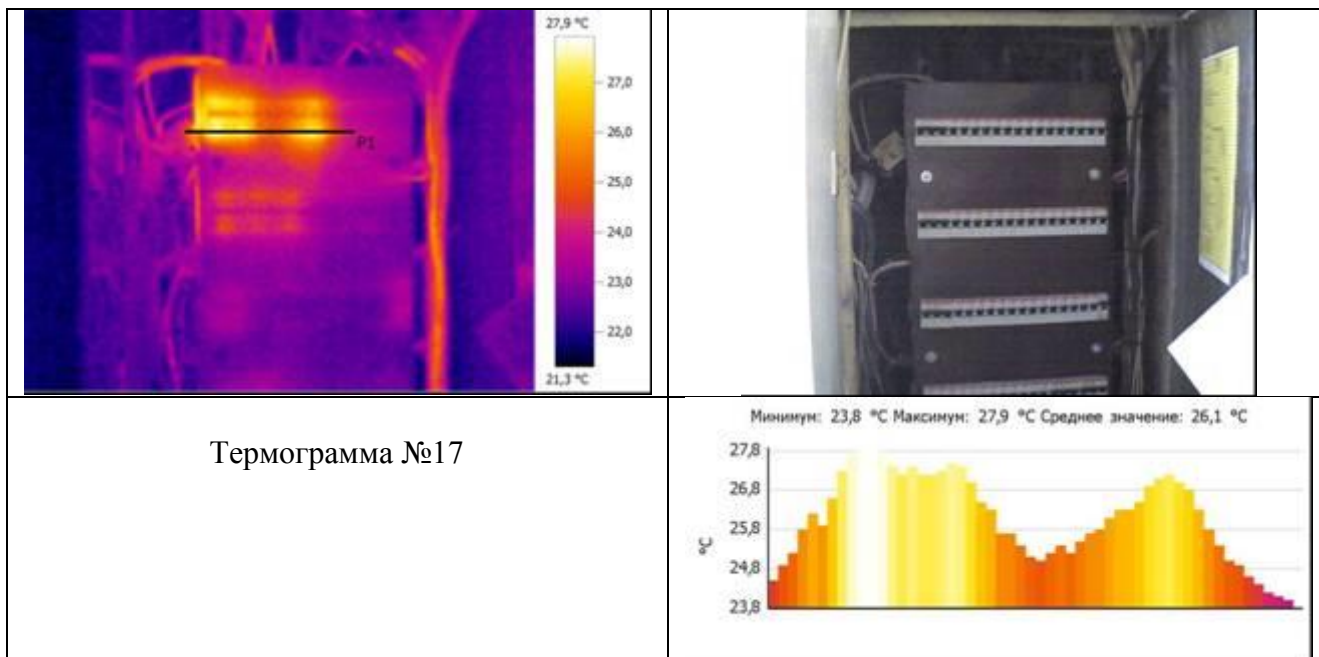 27,9 °C
27,0
26,0
P1
25,0
24,0
23,0
22,0
21,3 °C
Термограмма №17
Минимум: 23,8 °C Максимум: 27,9 °C Среднее значение: 26,1 °C
27,8
26,8
25,8
24,8
23,8
°C